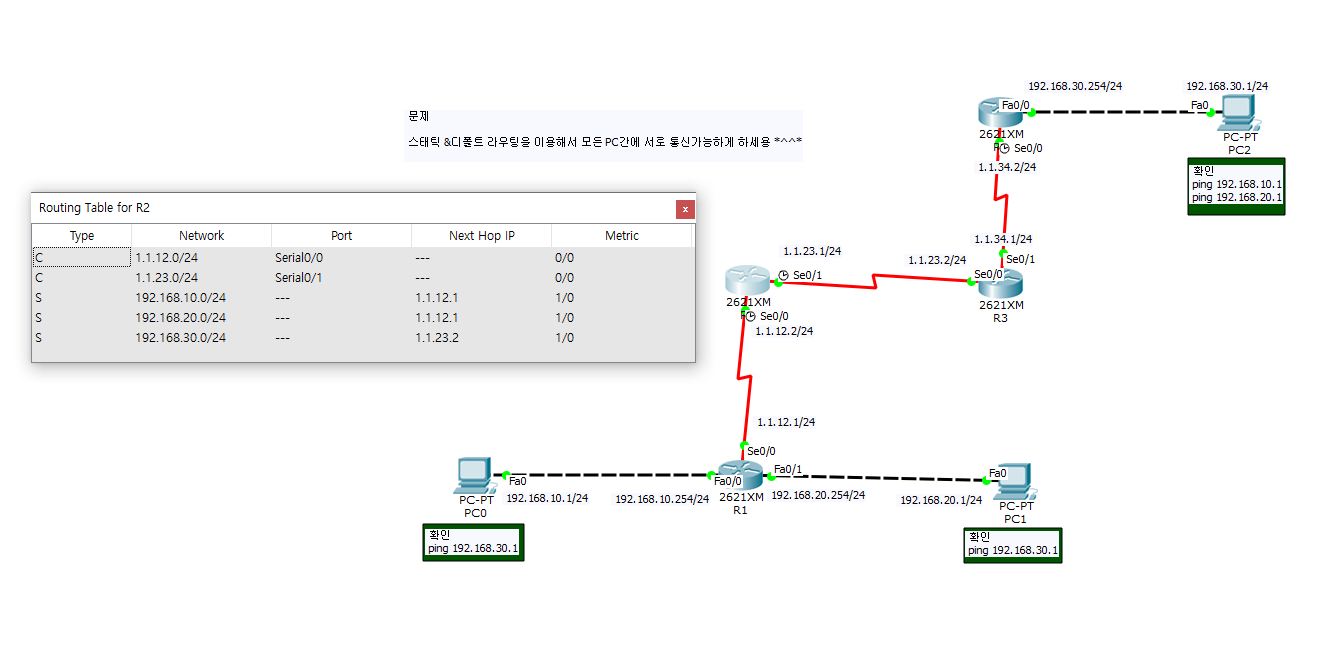 문제
스태틱 &디폴트 라우팅을 이용해서 모든 PC간에 서로 통신가능하게 하세용 *^^*
Routing Table for R2
x
Type Network Port Next Hop IP Metric
C 1.1.12.0/24 Serial0/0 --- 0/0
C 1.1.23.0/24 Serial0/1 --- 0/0
S 192.168.10.0/24 --- 1.1.12.1 1/0
S 192.168.20.0/24 --- 1.1.12.1 1/0
S 192.168.30.0/24 --- 1.1.23.2 1/0
192.168.30.254/24
192.168.30.1/24
Fa0/0
Fa0
2621XM
Se0/0
1.1.34.2/24
PC-PT
PC2
확인
ping 192.168.10.1
ping 192.168.20.1
1.1.34.1/24
Se0/1
1.1.23.1/24
1.1.23.2/24
Se0/1
Se0/0
2621XM
Se0/0
1.1.12.2/24
2621XM
R3
1.1.12.1/24
Se0/0
Fa0/1
Fa0
Fa0/0
Fa0
PC-PT
PC0
192.168.10.1/24
192.168.10.254/24
2621XM
R1
192.168.20.254/24
192.168.20.1/24
PC-PT
PC1
확인
ping 192.168.30.1
확인
ping 192.168.30.1